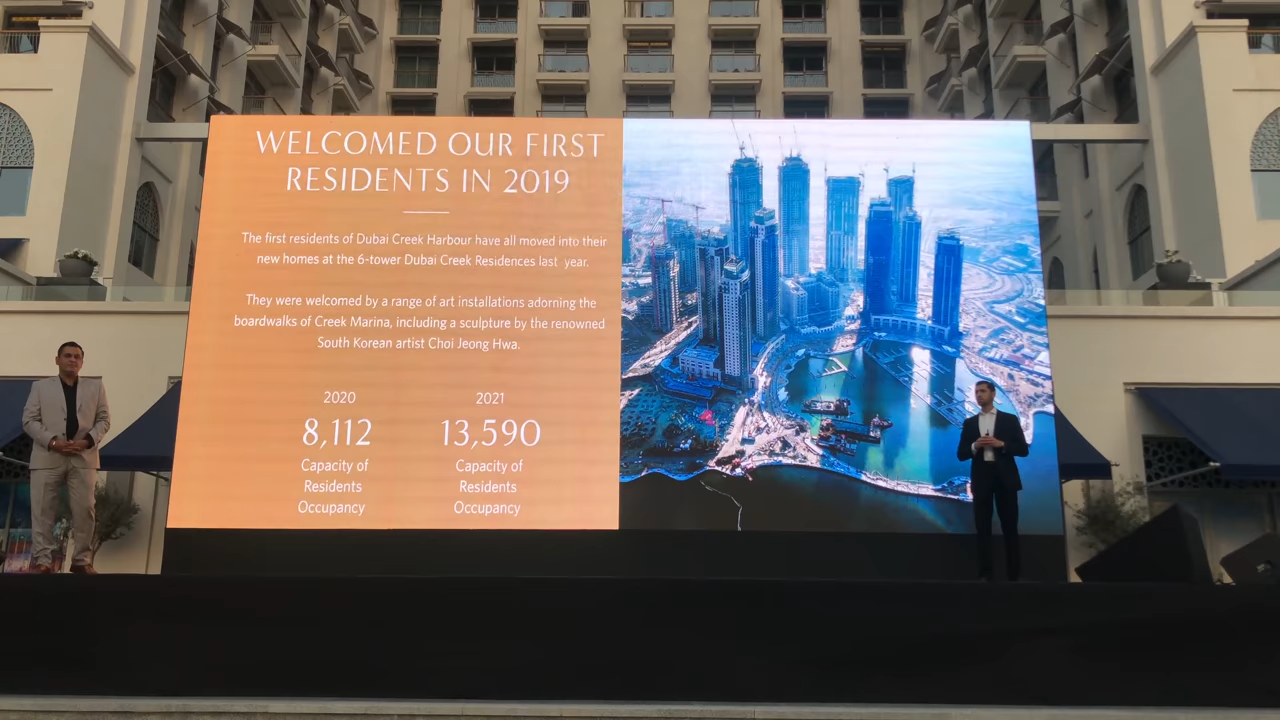 WELCOMED OUR FIRST
RESIDENTS IN 2019
The first residents of Dubai Creek Harbour have all moved into their
new homes at the 6-tower Dubai Creek Residences last year.
They were welcomed by a range of art installations adorning the
boardwalks of Creek Marina, including a sculpture by the renowned
South Korean artist Choi Jeong Hwa.
2020
8,112
Capacity of
Residents
Occupancy
2021
13,590
Capacity of
Residents
Occupancy